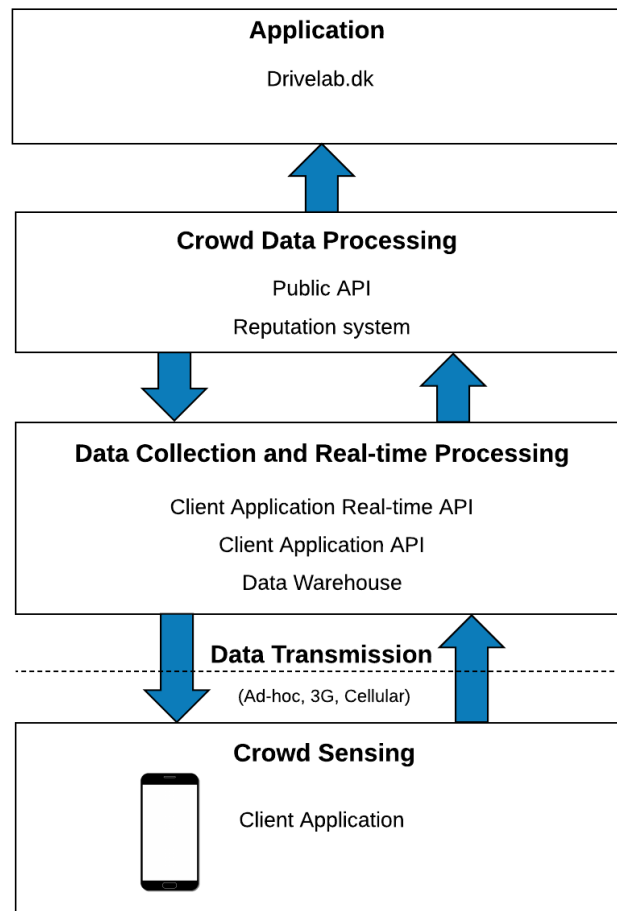 Application
Drivelab.dk
Crowd Data Processing
Public API
Reputation system
Data Collection and Real-time Processing
Client Application Real-time API
Client Application API
Data Warehouse
Data Transmission
(Ad-hoc, 3G, Cellular)
Crowd Sensing
Client Application